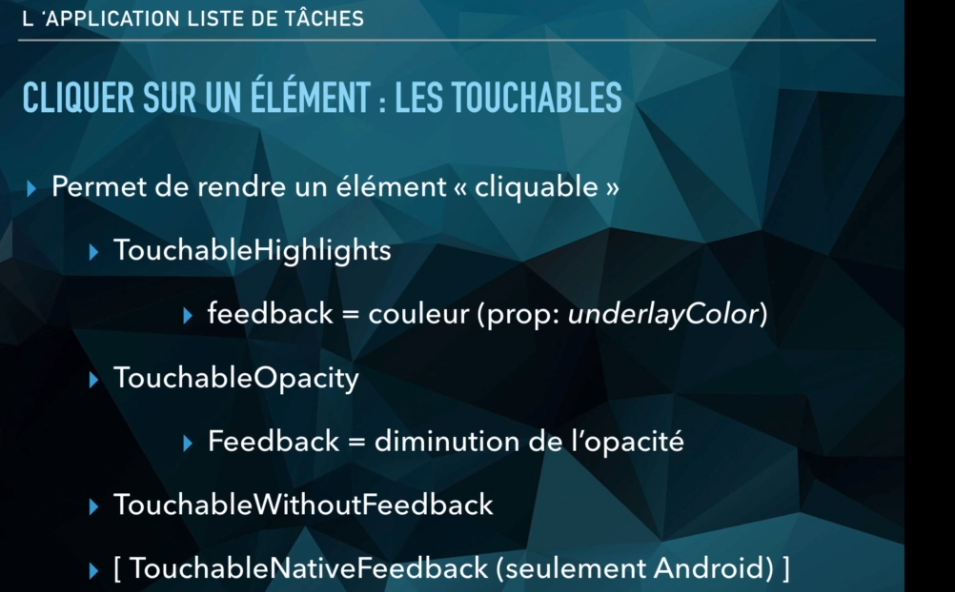 L 'APPLICATION LISTE DE TÂCHES
CLIQUER SUR UN ÉLÉMENT : LES TOUCHABLES
Permet de rendre un élément « cliquable »
TouchableHighlights
feedback = couleur (prop: underlayColor)
TouchableOpacity
Feedback = diminution de l’opacité
TouchableWithoutFeedback
[ TouchableNativeFeedback (seulement Android) ]